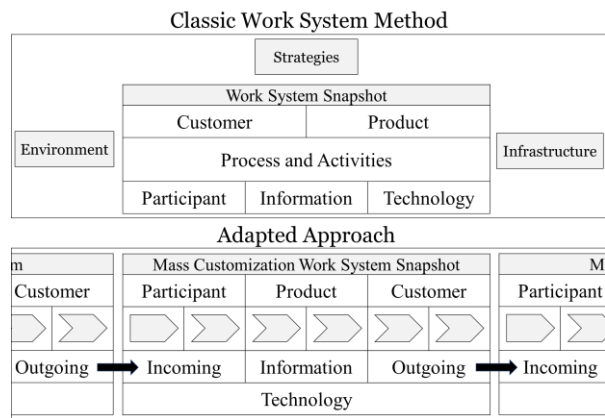 Classic Work System Method
Strategies
Work System Snapshot
Customer Product
Environment
Process and Activities
Infrastructure
Participant Information Technology
Adapted Approach
m Mass Customization Work System Snapshot M
Customer Participant Product Customer Participant
Outgoing Incoming Information Outgoing Incoming
Technology